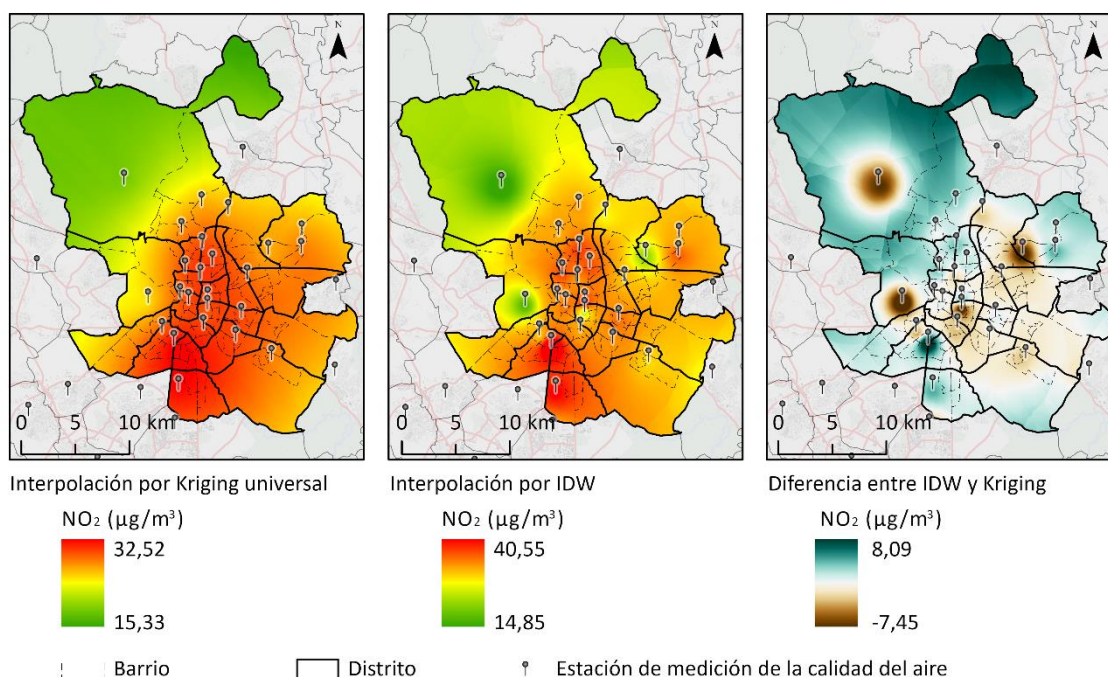 N
N
N
0 5 10 km
0 5 10 km
0 5 10 km
Interpolación por Kriging universal
Interpolación por IDW
Diferencia entre IDW y Kriging
NO₂ (µg/m³)
32,52
15,33
NO₂ (µg/m³)
40,55
14,85
NO₂ (µg/m³)
8,09
-7,45
Barrio
Distrito
Estación de medición de la calidad del aire